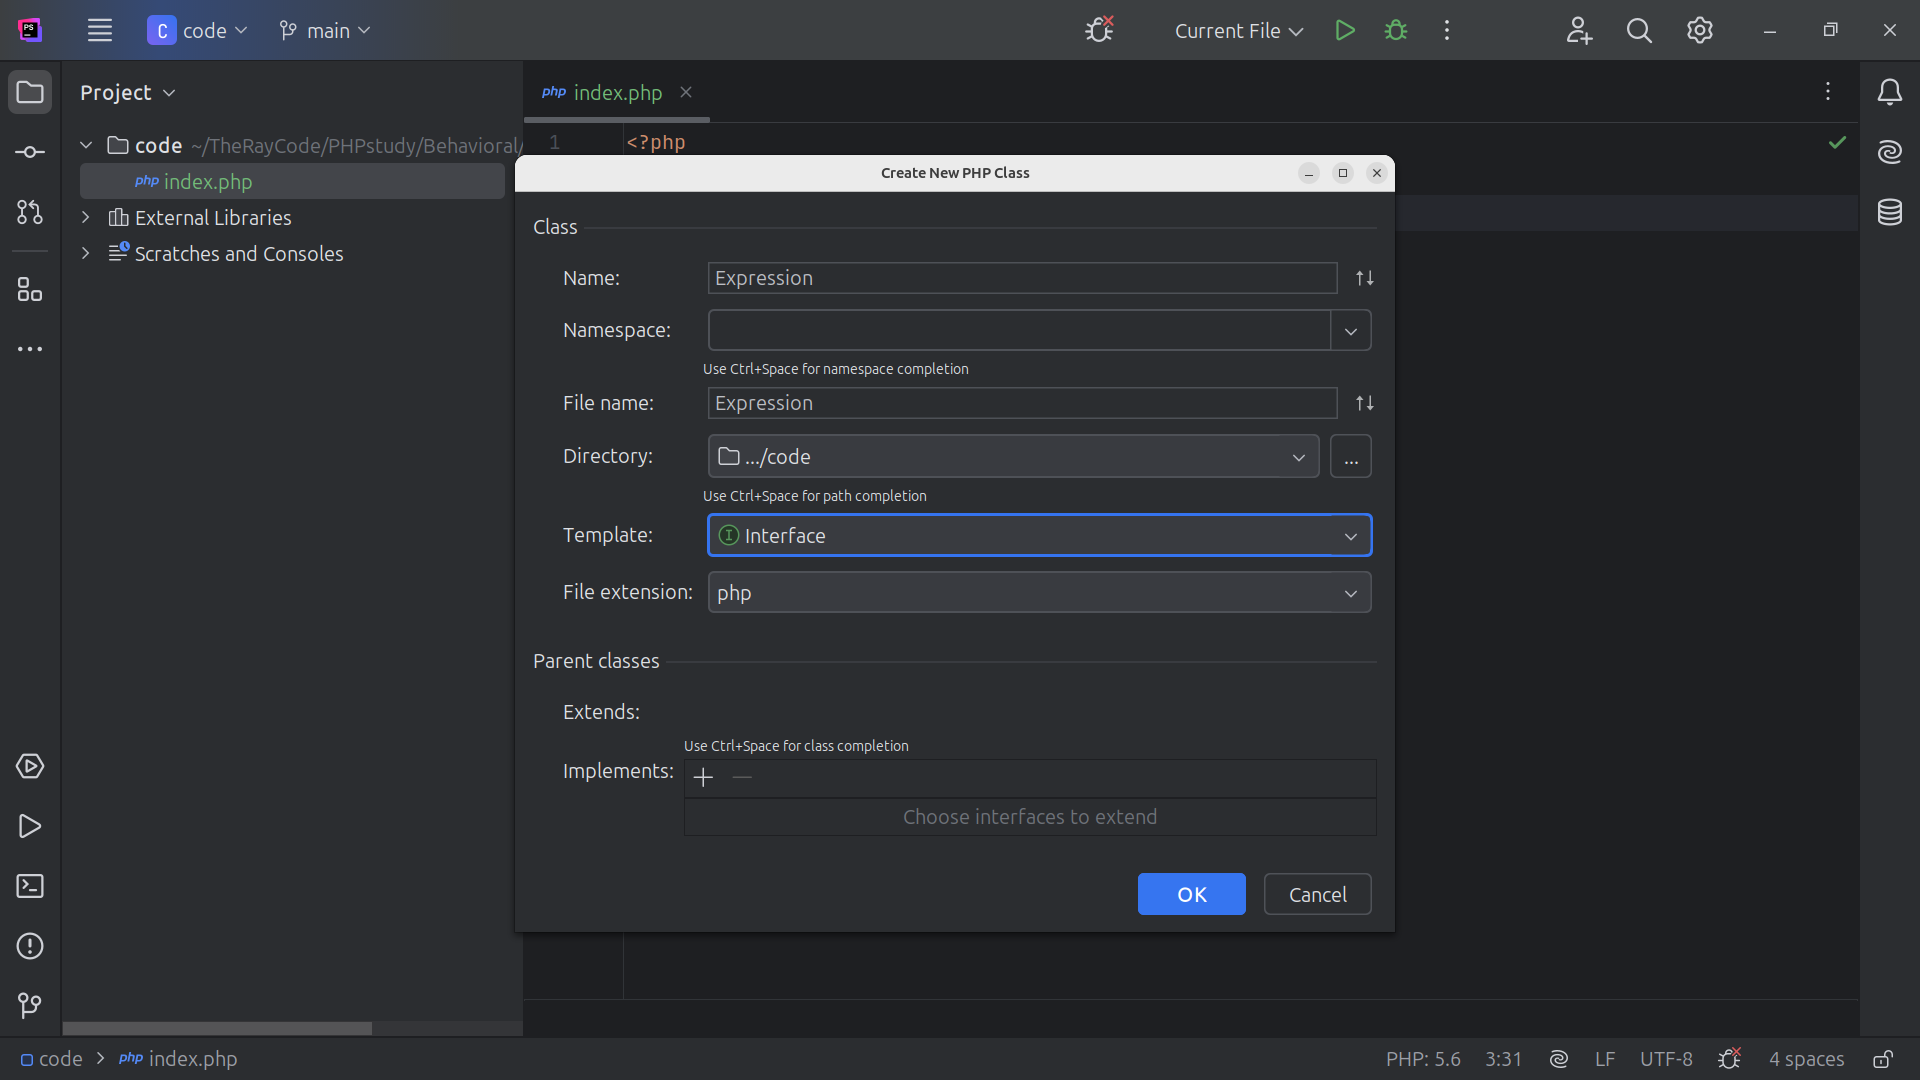 PS
C code
main
Current File
Project
php index.php
code ~/TheRayCode/PHPstudy/Behavioral/
php index.php
External Libraries
Scratches and Consoles
1 <?php
Create New PHP Class
Class
Name: Expression
Namespace:
Use Ctrl+Space for namespace completion
File name: Expression
Directory: .../code ...
Use Ctrl+Space for path completion
Template: I Interface
File extension: php
Parent classes
Extends:
Use Ctrl+Space for class completion
Implements:
Choose interfaces to extend
OK Cancel
code > php index.php
PHP: 5.6 3:31 LF UTF-8 4 spaces